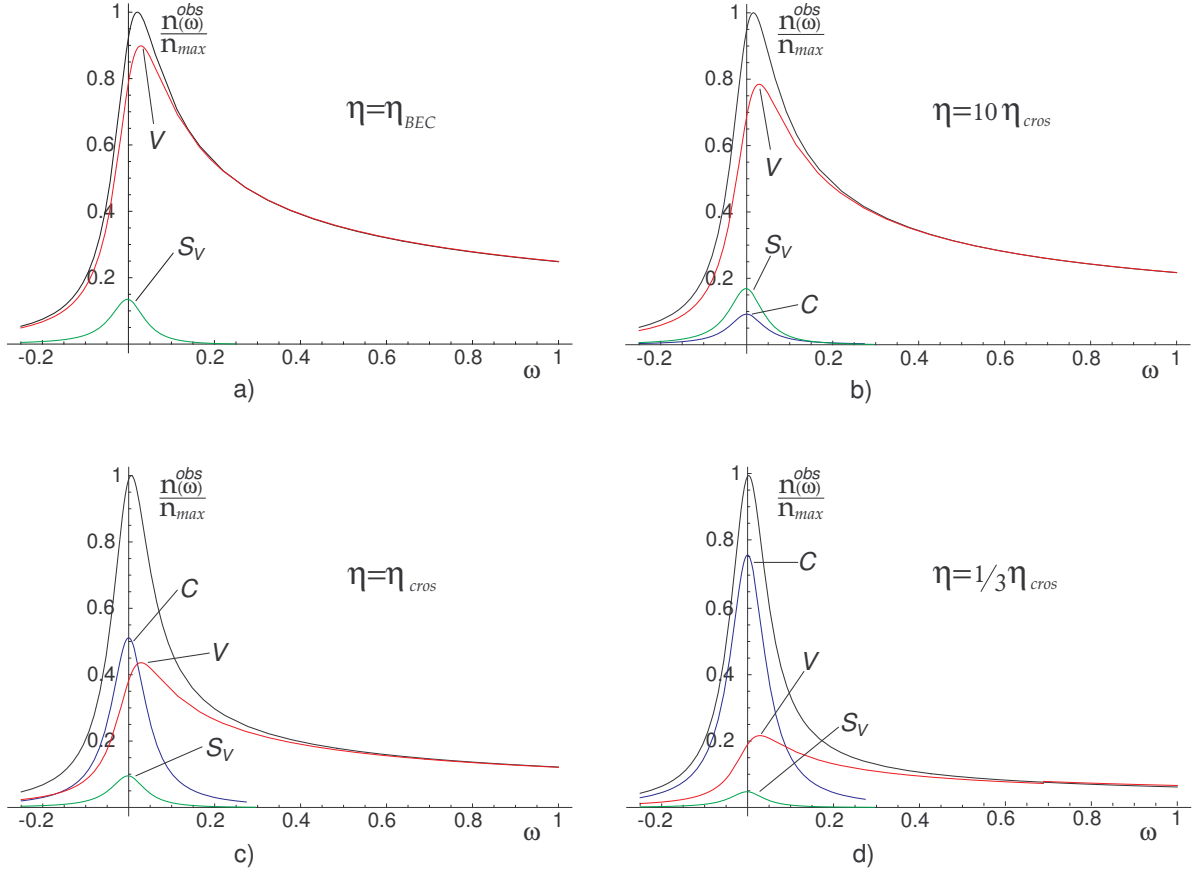 1
n(ω)^obs
n_max
0.8
V
η=η_BEC
0.6
0.4
S_V
0.2
-0.2 0.2 0.4 0.6 0.8 1
ω
a)
1
n(ω)^obs
n_max
0.8
V
η=10 η_cros
0.6
0.4
S_V
C
0.2
-0.2 0.2 0.4 0.6 0.8 1
ω
b)
1
n(ω)^obs
n_max
0.8
C
η=η_cros
0.6
V
0.4
S_V
0.2
-0.2 0.2 0.4 0.6 0.8 1
ω
c)
1
n(ω)^obs
n_max
0.8
C
η=1/3η_cros
0.6
V
0.4
S_V
0.2
-0.2 0.2 0.4 0.6 0.8 1
ω
d)